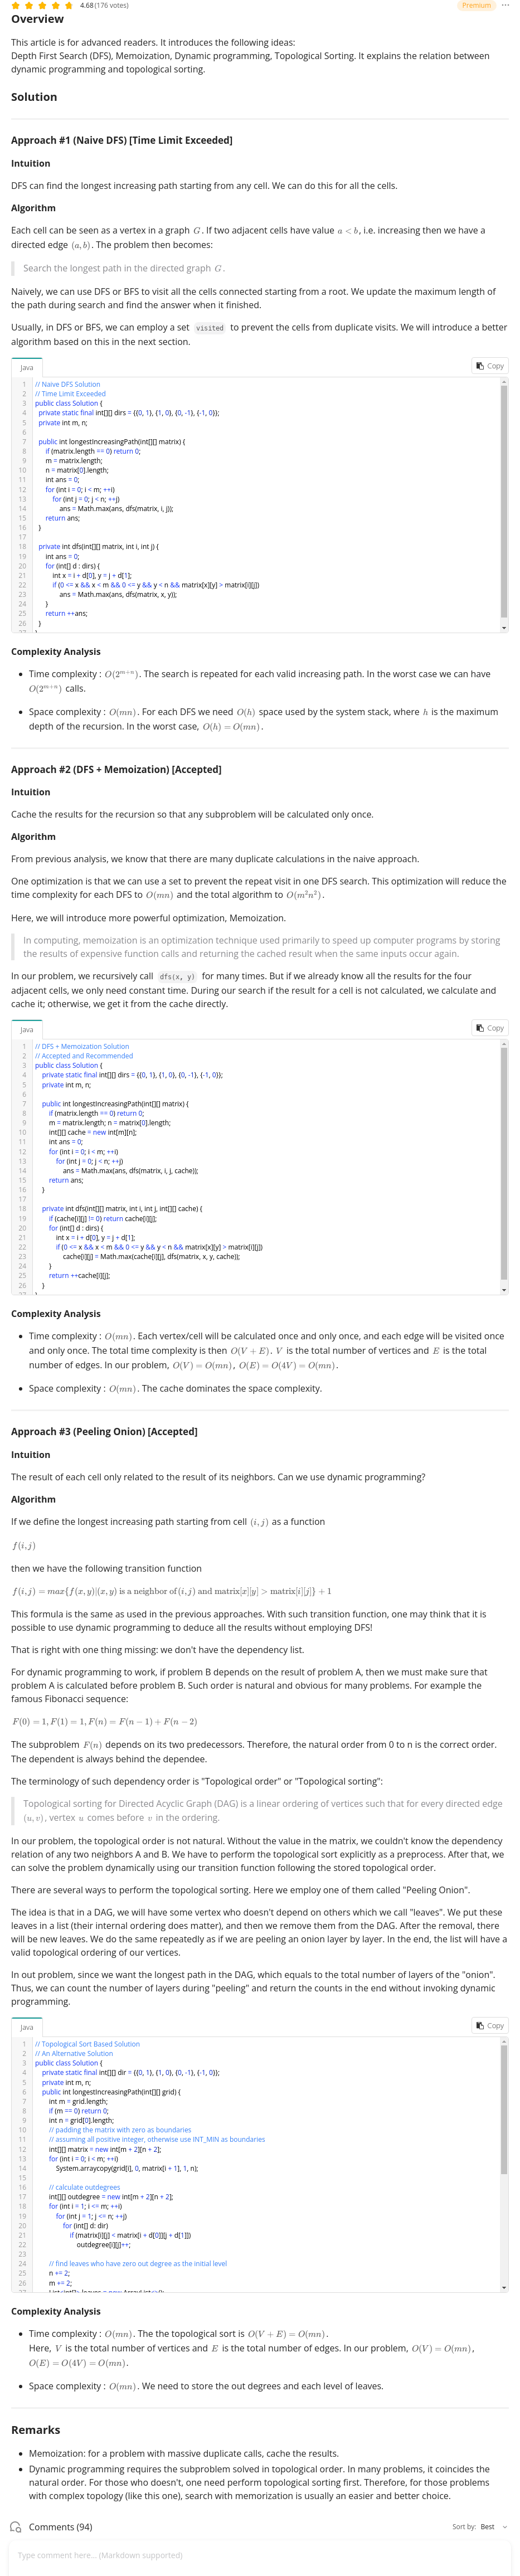 4.68 (176 votes)
Premium
Overview
This article is for advanced readers. It introduces the following ideas:
Depth First Search (DFS), Memoization, Dynamic programming, Topological Sorting. It explains the relation between
dynamic programming and topological sorting.
Solution
Approach #1 (Naive DFS) [Time Limit Exceeded]
Intuition
DFS can find the longest increasing path starting from any cell. We can do this for all the cells.
Algorithm
Each cell can be seen as a vertex in a graph G. If two adjacent cells have value a < b, i.e. increasing then we have a
directed edge (a, b). The problem then becomes:
Search the longest path in the directed graph G.
Naively, we can use DFS or BFS to visit all the cells connected starting from a root. We update the maximum length of
the path during search and find the answer when it finished.
Usually, in DFS or BFS, we can employ a set visited to prevent the cells from duplicate visits. We will introduce a better
algorithm based on this in the next section.
Java
Copy
1 // Naive DFS Solution
2 // Time Limit Exceeded
3 public class Solution {
4 private static final int[][] dirs = {{0, 1}, {1, 0}, {0, -1}, {-1, 0}};
5 private int m, n;
6
7 public int longestIncreasingPath(int[][] matrix) {
8 if (matrix.length == 0) return 0;
9 m = matrix.length;
10 n = matrix[0].length;
11 int ans = 0;
12 for (int i = 0; i < m; ++i)
13 for (int j = 0; j < n; ++j)
14 ans = Math.max(ans, dfs(matrix, i, j));
15 return ans;
16 }
17
18 private int dfs(int[][] matrix, int i, int j) {
19 int ans = 0;
20 for (int[] d : dirs) {
21 int x = i + d[0], y = j + d[1];
22 if (0 <= x && x < m && 0 <= y && y < n && matrix[x][y] > matrix[i][j])
23 ans = Math.max(ans, dfs(matrix, x, y));
24 }
25 return ++ans;
26 }
Complexity Analysis
• Time complexity : O(2^{m+n}). The search is repeated for each valid increasing path. In the worst case we can have
O(2^{m+n}) calls.
• Space complexity : O(mn). For each DFS we need O(h) space used by the system stack, where h is the maximum
depth of the recursion. In the worst case, O(h) = O(mn).
Approach #2 (DFS + Memoization) [Accepted]
Intuition
Cache the results for the recursion so that any subproblem will be calculated only once.
Algorithm
From previous analysis, we know that there are many duplicate calculations in the naive approach.
One optimization is that we can use a set to prevent the repeat visit in one DFS search. This optimization will reduce the
time complexity for each DFS to O(mn) and the total algorithm to O(m²n²).
Here, we will introduce more powerful optimization, Memoization.
In computing, memoization is an optimization technique used primarily to speed up computer programs by storing
the results of expensive function calls and returning the cached result when the same inputs occur again.
In our problem, we recursively call dfs(x, y) for many times. But if we already know all the results for the four
adjacent cells, we only need constant time. During our search if the result for a cell is not calculated, we calculate and
cache it; otherwise, we get it from the cache directly.
Java
Copy
1 // DFS + Memoization Solution
2 // Accepted and Recommended
3 public class Solution {
4 private static final int[][] dirs = {{0, 1}, {1, 0}, {0, -1}, {-1, 0}};
5 private int m, n;
6
7 public int longestIncreasingPath(int[][] matrix) {
8 if (matrix.length == 0) return 0;
9 m = matrix.length; n = matrix[0].length;
10 int[][] cache = new int[m][n];
11 int ans = 0;
12 for (int i = 0; i < m; ++i)
13 for (int j = 0; j < n; ++j)
14 ans = Math.max(ans, dfs(matrix, i, j, cache));
15 return ans;
16 }
17
18 private int dfs(int[][] matrix, int i, int j, int[][] cache) {
19 if (cache[i][j] != 0) return cache[i][j];
20 for (int[] d : dirs) {
21 int x = i + d[0], y = j + d[1];
22 if (0 <= x && x < m && 0 <= y && y < n && matrix[x][y] > matrix[i][j])
23 cache[i][j] = Math.max(cache[i][j], dfs(matrix, x, y, cache));
24 }
25 return ++cache[i][j];
26 }
Complexity Analysis
• Time complexity : O(mn). Each vertex/cell will be calculated once and only once, and each edge will be visited once
and only once. The total time complexity is then O(V + E). V is the total number of vertices and E is the total
number of edges. In our problem, O(V) = O(mn), O(E) = O(4V) = O(mn).
• Space complexity : O(mn). The cache dominates the space complexity.
Approach #3 (Peeling Onion) [Accepted]
Intuition
The result of each cell only related to the result of its neighbors. Can we use dynamic programming?
Algorithm
If we define the longest increasing path starting from cell (i, j) as a function
f(i, j)
then we have the following transition function
f(i, j) = max{f(x, y)|(x, y) is a neighbor of(i, j) and matrix[x][y] > matrix[i][j]} + 1
This formula is the same as used in the previous approaches. With such transition function, one may think that it is
possible to use dynamic programming to deduce all the results without employing DFS!
That is right with one thing missing: we don't have the dependency list.
For dynamic programming to work, if problem B depends on the result of problem A, then we must make sure that
problem A is calculated before problem B. Such order is natural and obvious for many problems. For example the
famous Fibonacci sequence:
F(0) = 1, F(1) = 1, F(n) = F(n − 1) + F(n − 2)
The subproblem F(n) depends on its two predecessors. Therefore, the natural order from 0 to n is the correct order.
The dependent is always behind the dependee.
The terminology of such dependency order is "Topological order" or "Topological sorting":
Topological sorting for Directed Acyclic Graph (DAG) is a linear ordering of vertices such that for every directed edge
(u, v), vertex u comes before v in the ordering.
In our problem, the topological order is not natural. Without the value in the matrix, we couldn't know the dependency
relation of any two neighbors A and B. We have to perform the topological sort explicitly as a preprocess. After that, we
can solve the problem dynamically using our transition function following the stored topological order.
There are several ways to perform the topological sorting. Here we employ one of them called "Peeling Onion".
The idea is that in a DAG, we will have some vertex who doesn't depend on others which we call "leaves". We put these
leaves in a list (their internal ordering does matter), and then we remove them from the DAG. After the removal, there
will be new leaves. We do the same repeatedly as if we are peeling an onion layer by layer. In the end, the list will have a
valid topological ordering of our vertices.
In out problem, since we want the longest path in the DAG, which equals to the total number of layers of the "onion".
Thus, we can count the number of layers during "peeling" and return the counts in the end without invoking dynamic
programming.
Java
Copy
1 // Topological Sort Based Solution
2 // An Alternative Solution
3 public class Solution {
4 private static final int[][] dir = {{0, 1}, {1, 0}, {0, -1}, {-1, 0}};
5 private int m, n;
6 public int longestIncreasingPath(int[][] grid) {
7 int m = grid.length;
8 if (m == 0) return 0;
9 int n = grid[0].length;
10 // padding the matrix with zero as boundaries
11 // assuming all positive integer, otherwise use INT_MIN as boundaries
12 int[][] matrix = new int[m + 2][n + 2];
13 for (int i = 0; i < m; ++i)
14 System.arraycopy(grid[i], 0, matrix[i + 1], 1, n);
15
16 // calculate outdegrees
17 int[][] outdegree = new int[m + 2][n + 2];
18 for (int i = 1; i <= m; ++i)
19 for (int j = 1; j <= n; ++j)
20 for (int[] d: dir)
21 if (matrix[i][j] < matrix[i + d[0]][j + d[1]])
22 outdegree[i][j]++;
23
24 // find leaves who have zero out degree as the initial level
25 n += 2;
26 m += 2;
Complexity Analysis
• Time complexity : O(mn). The the topological sort is O(V + E) = O(mn).
Here, V is the total number of vertices and E is the total number of edges. In our problem, O(V) = O(mn),
O(E) = O(4V) = O(mn).
• Space complexity : O(mn). We need to store the out degrees and each level of leaves.
Remarks
• Memoization: for a problem with massive duplicate calls, cache the results.
• Dynamic programming requires the subproblem solved in topological order. In many problems, it coincides the
natural order. For those who doesn't, one need perform topological sorting first. Therefore, for those problems
with complex topology (like this one), search with memorization is usually an easier and better choice.
Comments (94)
Sort by: Best
Type comment here... (Markdown supported)